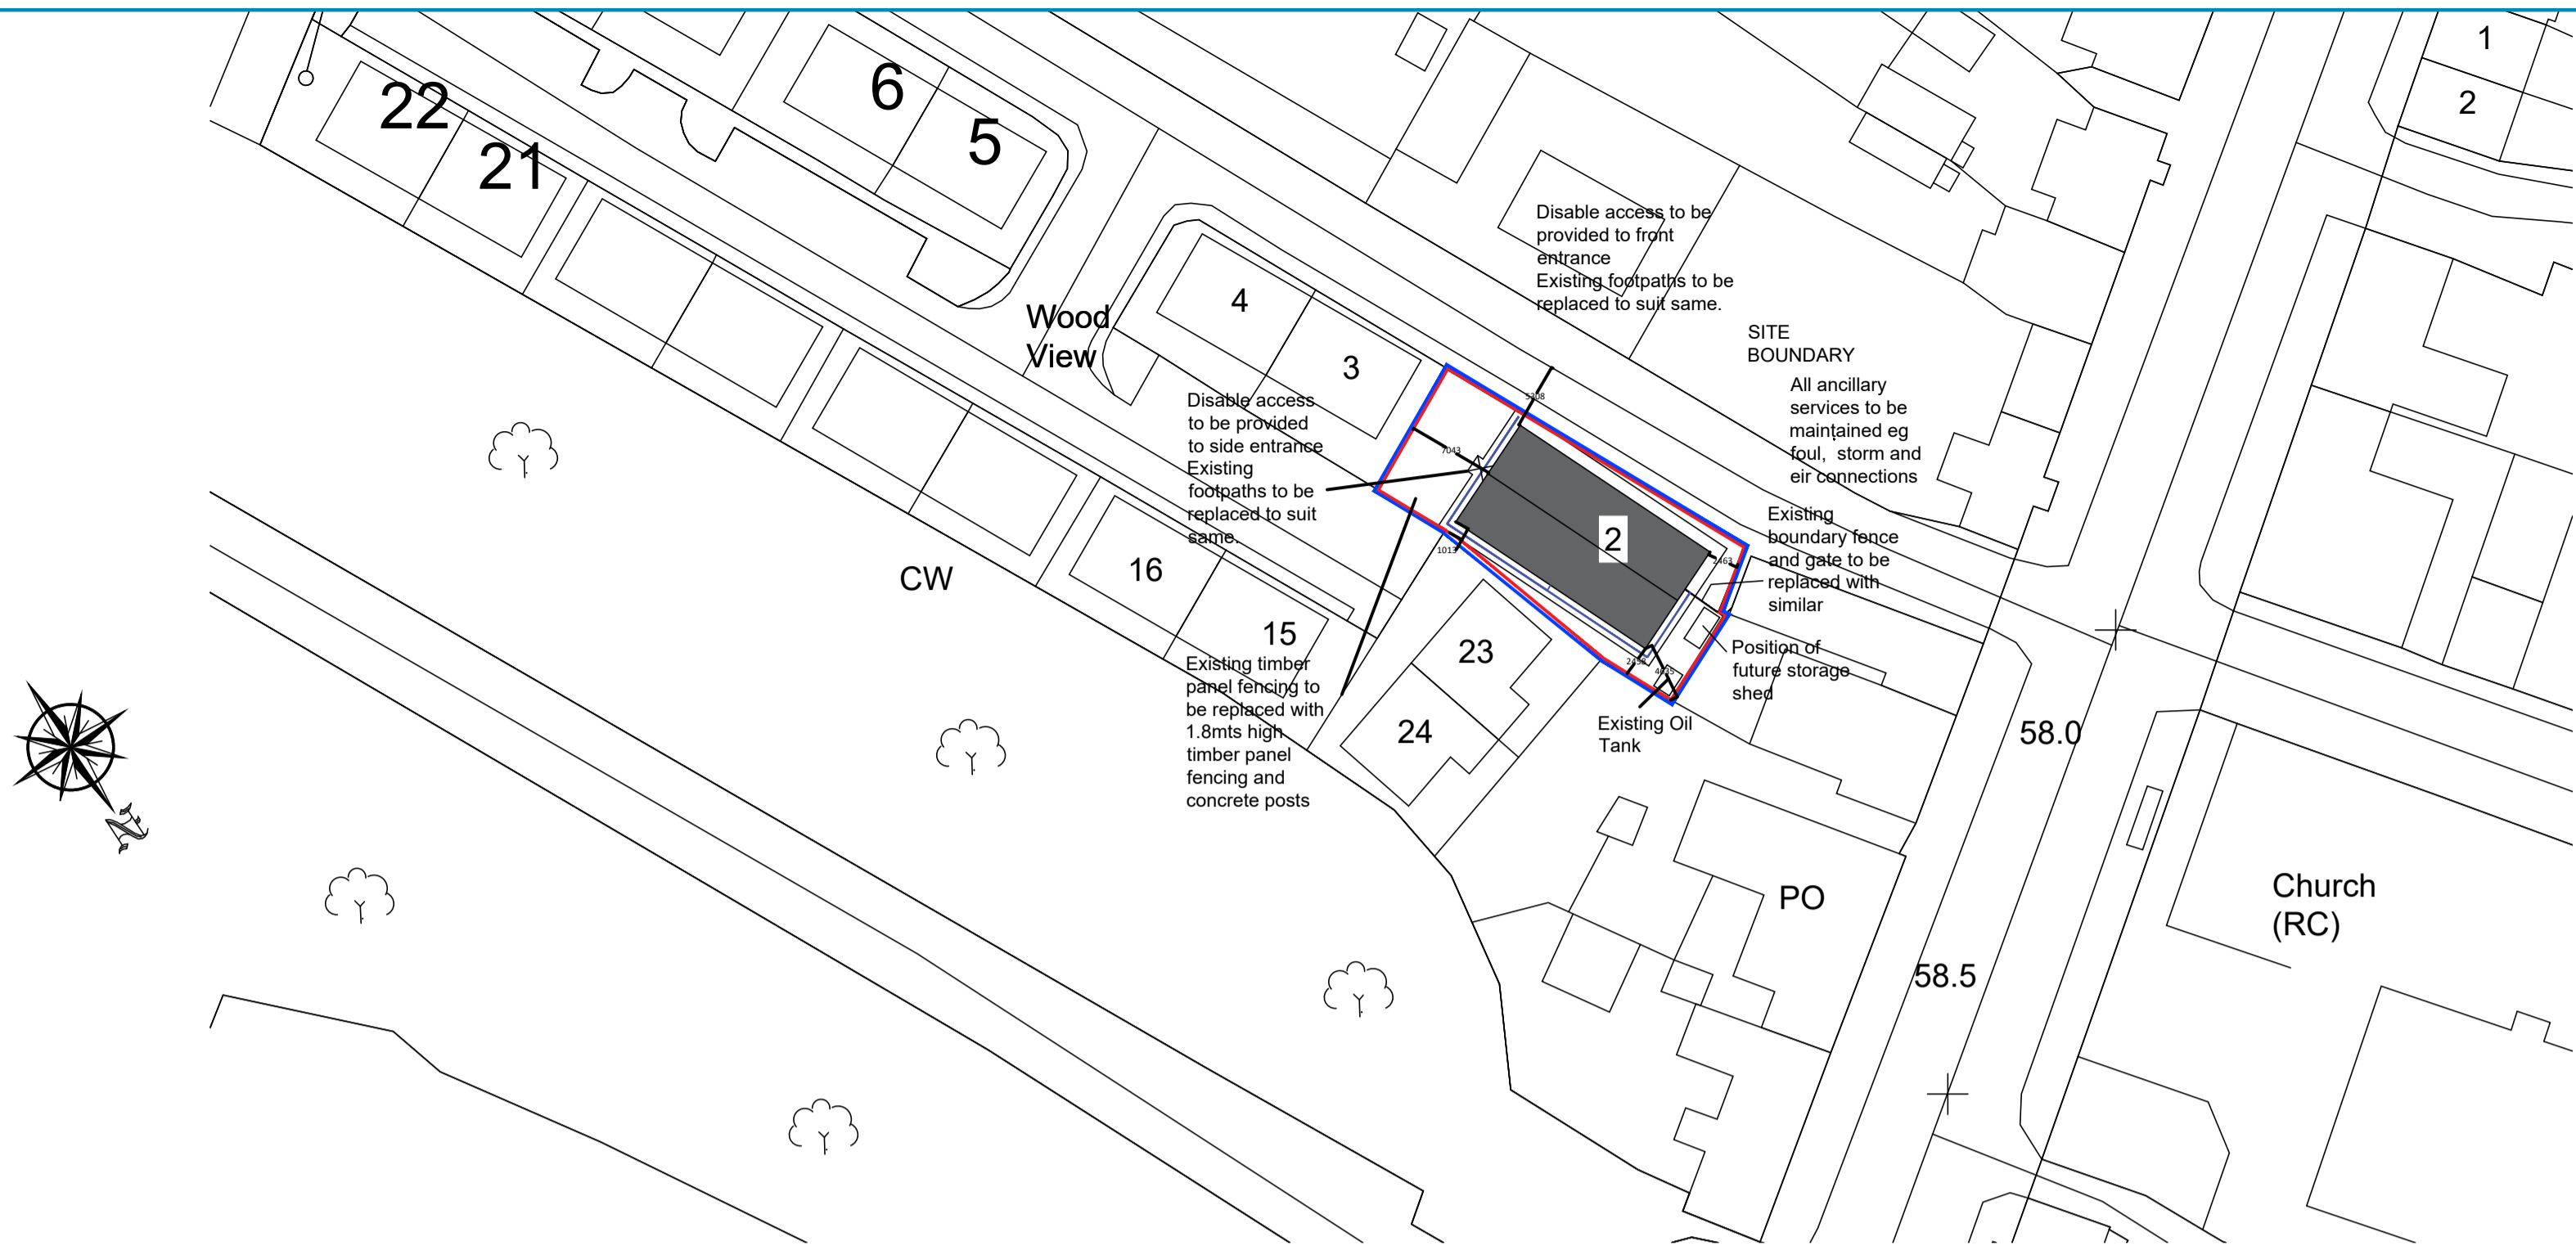 1
2
22
21
6
5
Disable access to be
provided to front
entrance
Existing footpaths to be
replaced to suit same.
4
3
Wood
View
SITE
BOUNDARY
All ancillary
services to be
maintained eg
foul, storm and
eir connections
Disable access
to be provided
to side entrance
Existing
footpaths to be
replaced to suit
same.
7043
1013
2
Existing
boundary fence
and gate to be
replaced with
similar
CW
16
15
23
24
Existing timber
panel fencing to
be replaced with
1.8mts high
timber panel
fencing and
concrete posts
Position of
future storage
shed
Existing Oil
Tank
58.0
58.5
PO
Church
(RC)
N